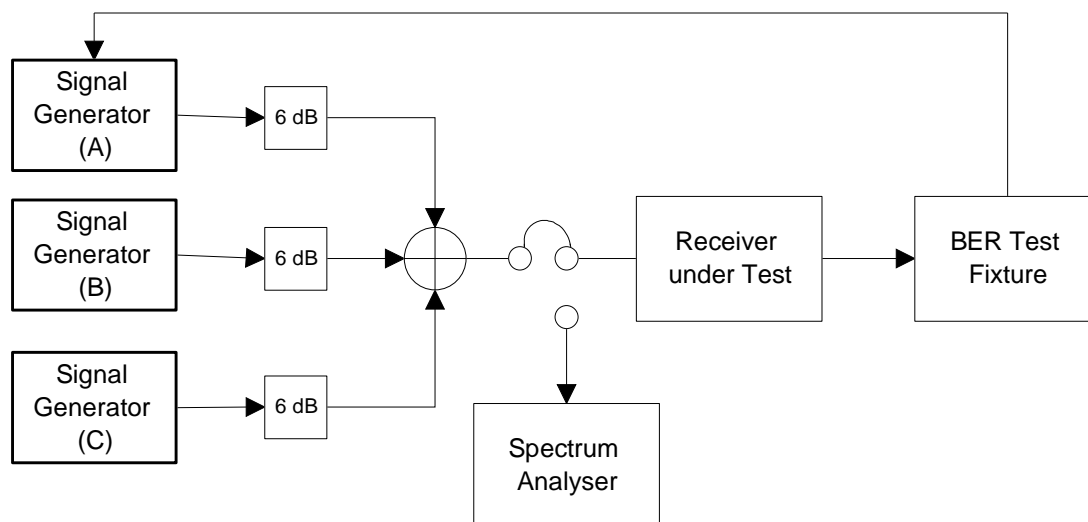 Signal
Generator
(A)
6 dB
Signal
Generator
(B)
6 dB
Receiver
under Test
BER Test
Fixture
Signal
Generator
(C)
6 dB
Spectrum
Analyser